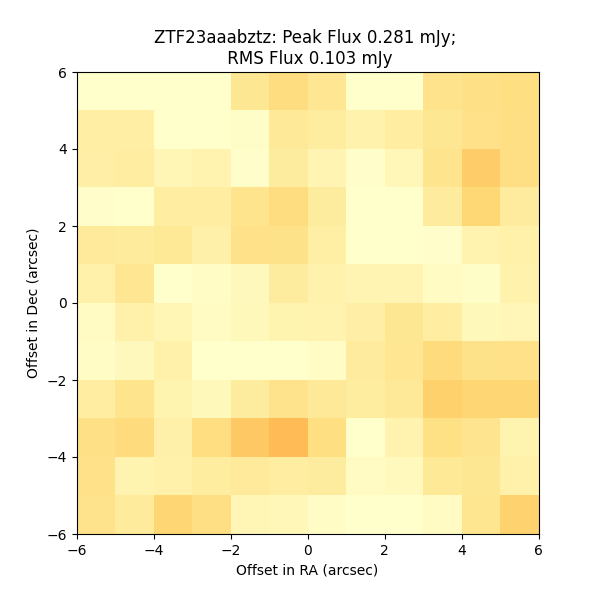 ZTF23aaabztz: Peak Flux 0.281 mJy;
RMS Flux 0.103 mJy
6
4
2
0
−2
−4
−6
Offset in Dec (arcsec)
−6 −4 −2 0 2 4 6
Offset in RA (arcsec)